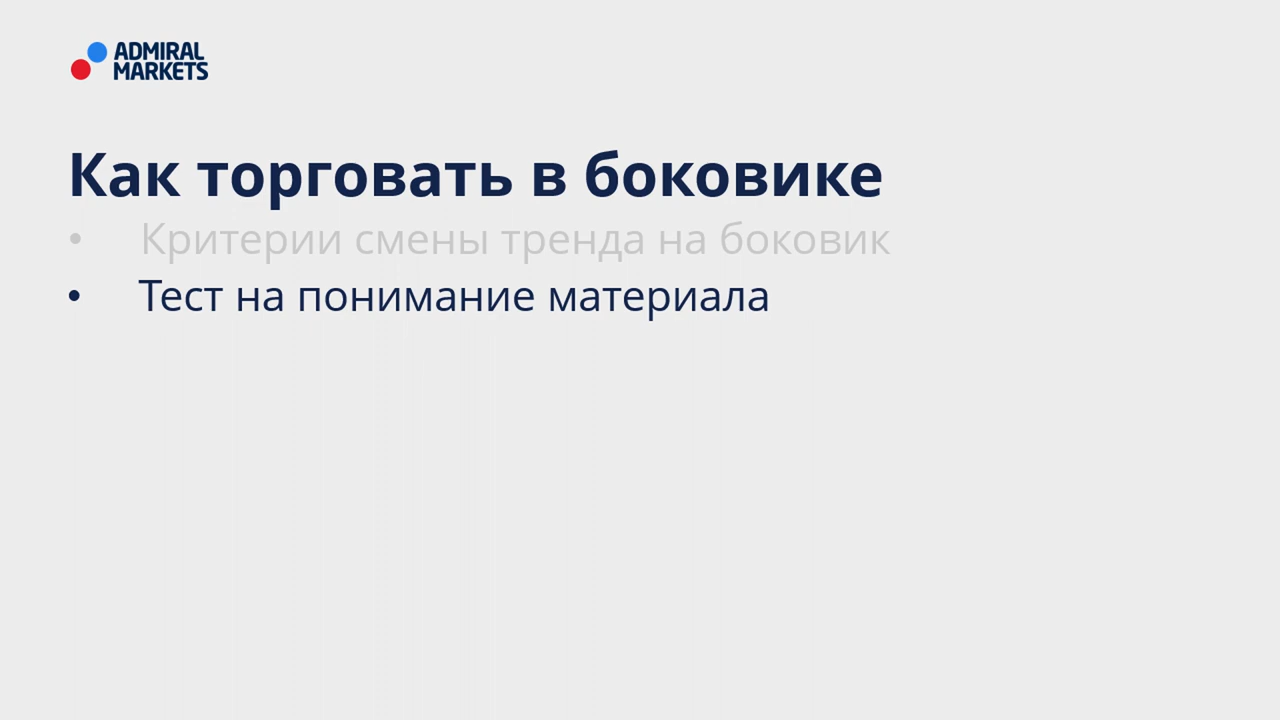 ADMIRAL
MARKETS
Как торговать в боковике
• Критерии смены тренда на боковик
• Тест на понимание материала